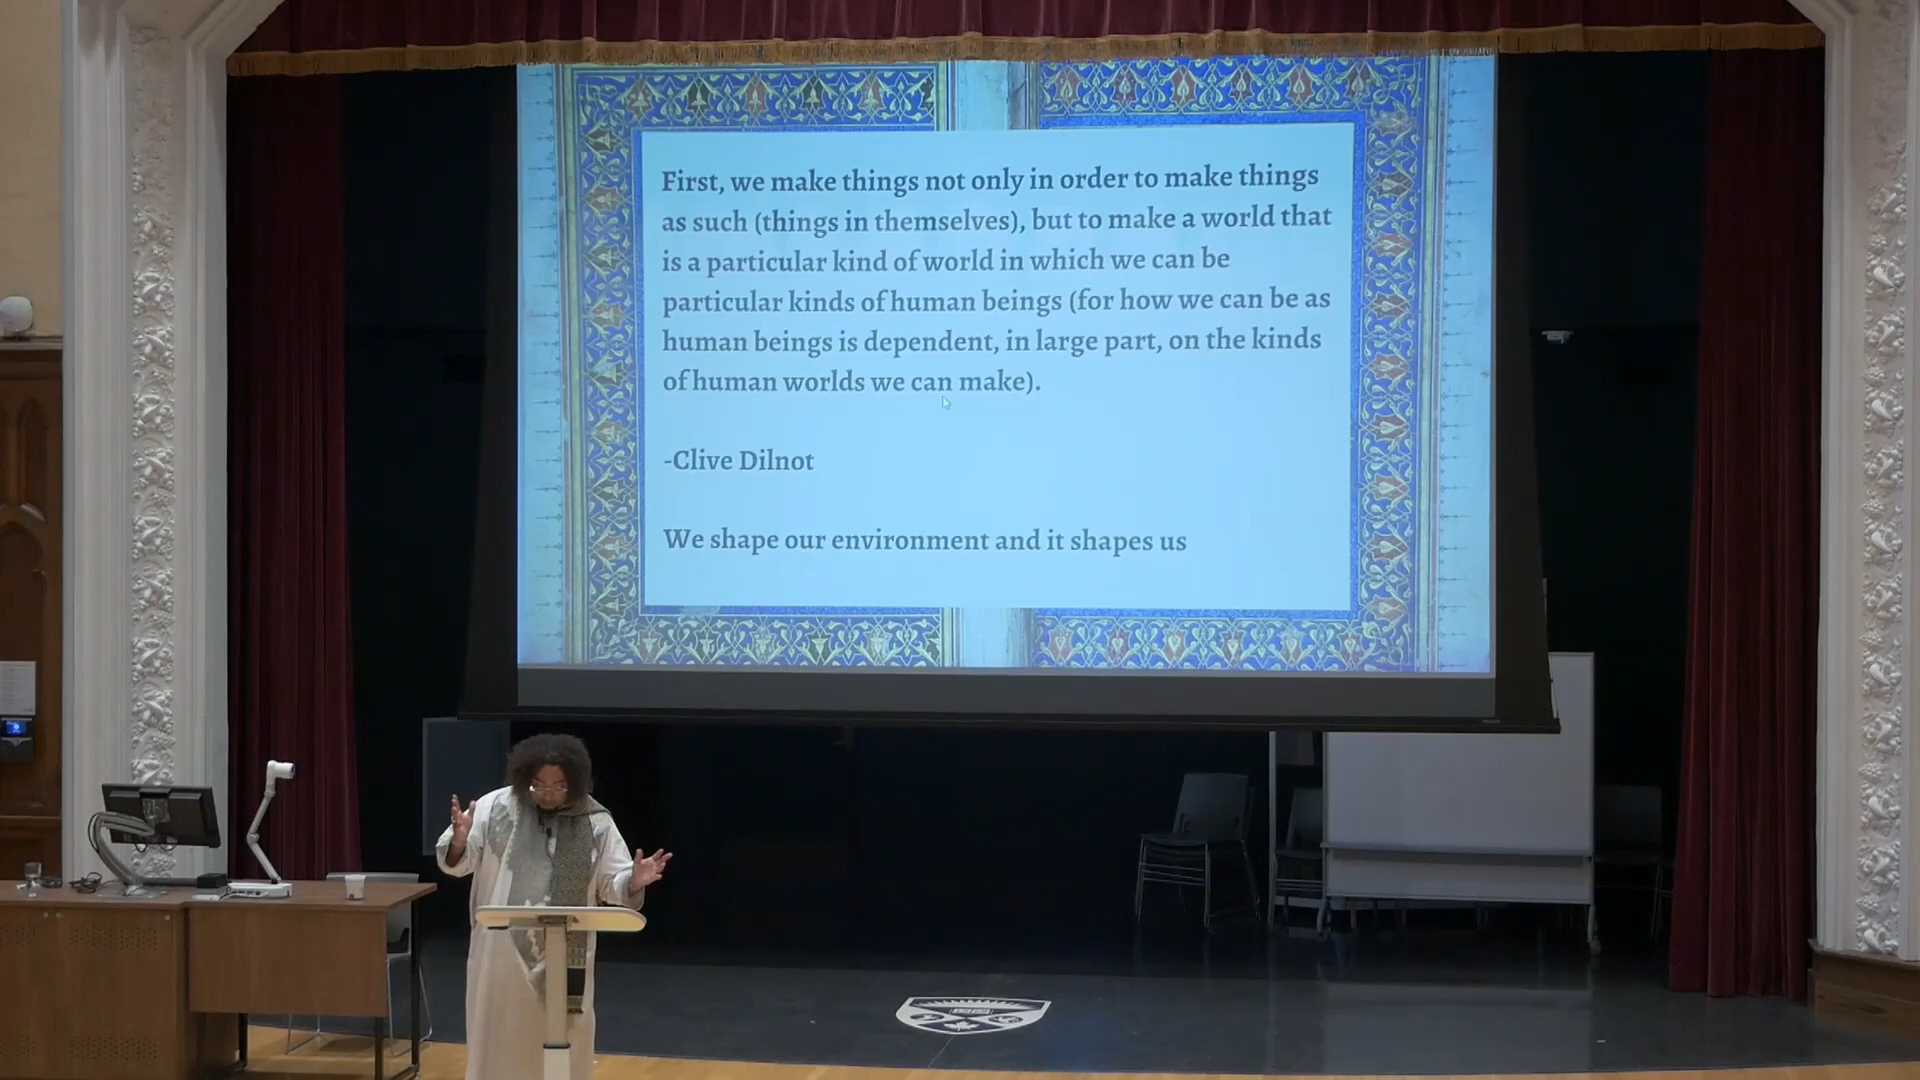 First, we make things not only in order to make things
as such (things in themselves), but to make a world that
is a particular kind of world in which we can be
particular kinds of human beings (for how we can be as
human beings is dependent, in large part, on the kinds
of human worlds we can make).
-Clive Dilnot
We shape our environment and it shapes us